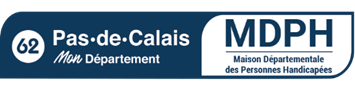 62
Pas·de·Calais
Mon Département
MDPH
Maison Départementale
des Personnes Handicapées